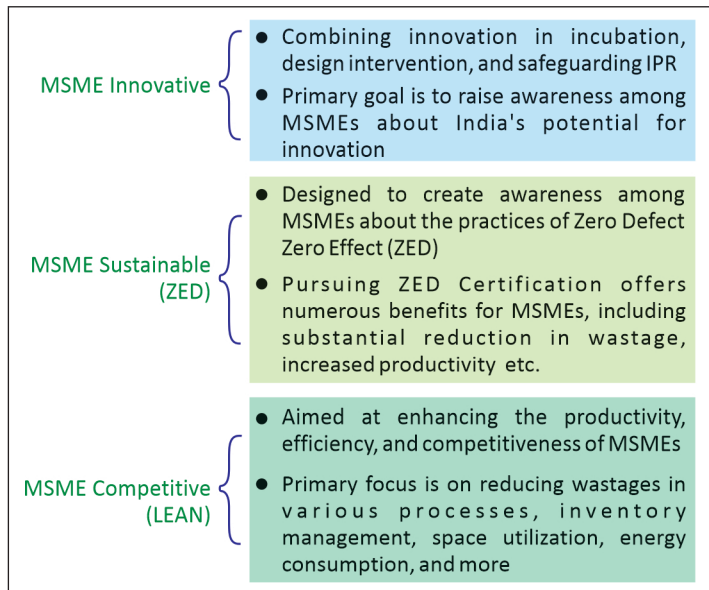 MSME Innovative
● Combining innovation in incubation,
design intervention, and safeguarding IPR
● Primary goal is to raise awareness among
MSMEs about India's potential for
innovation
MSME Sustainable
(ZED)
● Designed to create awareness among
MSMEs about the practices of Zero Defect
Zero Effect (ZED)
● Pursuing ZED Certification offers
numerous benefits for MSMEs, including
substantial reduction in wastage,
increased productivity etc.
MSME Competitive
(LEAN)
● Aimed at enhancing the productivity,
efficiency, and competitiveness of MSMEs
● Primary focus is on reducing wastages in
various processes, inventory
management, space utilization, energy
consumption, and more